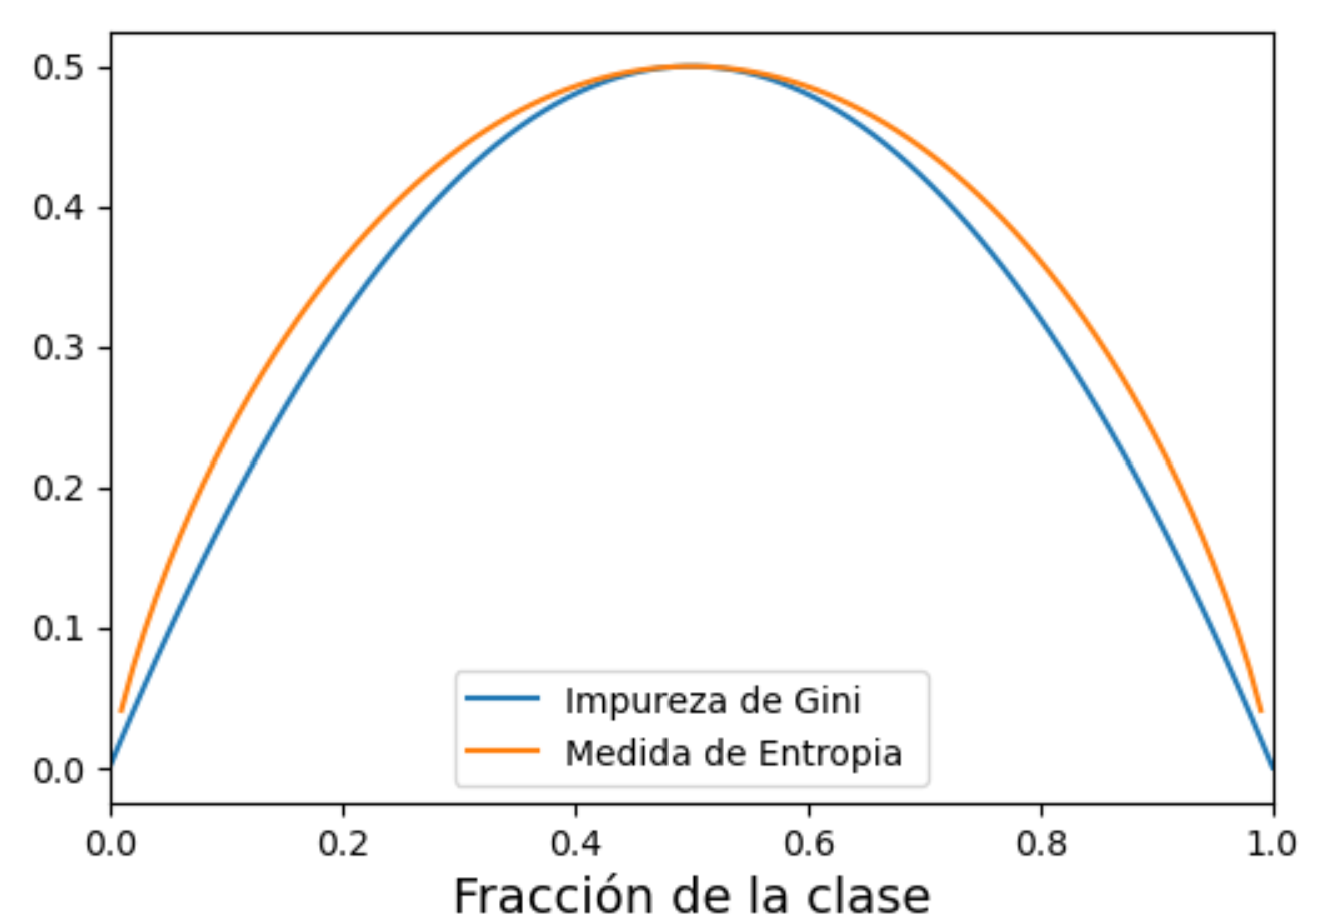 0.5
0.4
0.3
0.2
0.1
0.0
Impureza de Gini
Medida de Entropia
0.0 0.2 0.4 0.6 0.8 1.0
Fracción de la clase